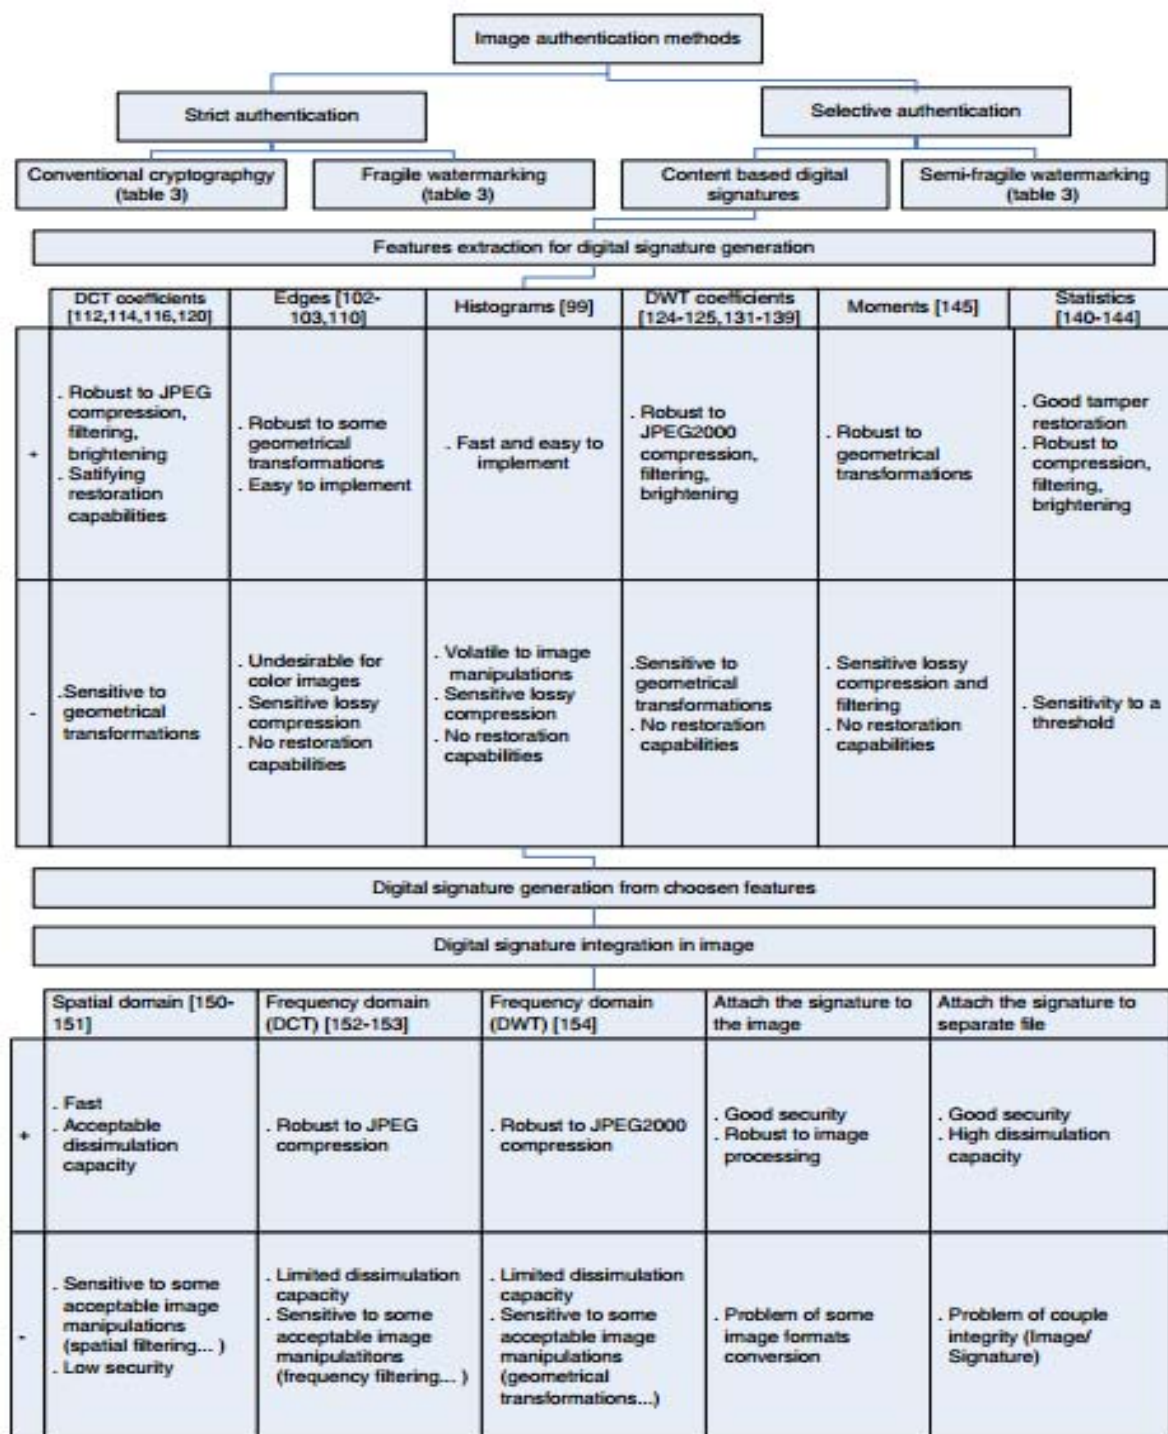 Image authentication methods
Strict authentication
Selective authentication
Conventional cryptographgy
(table 3)
Fragile watermarking
(table 3)
Content based digital
signatures
Semi-fragile watermarking
(table 3)
Features extraction for digital signature generation
DCT coefficients
[112,114,116,120]
Edges [102-
103,110]
Histograms [99]
DWT coefficients
[124-125,131-139]
Moments [145]
Statistics
[140-144]
+
. Robust to JPEG
compression,
filtering,
brightening
. Satifying
restoration
capabilities
. Robust to some
geometrical
transformations
. Easy to implement
. Fast and easy to
implement
. Robust to
JPEG2000
compression,
filtering,
brightening
. Robust to
geometrical
transformations
. Good tamper
restoration
. Robust to
compression,
filtering,
brightening
-
.Sensitive to
geometrical
transformations
. Undesirable for
color images
. Sensitive lossy
compression
. No restoration
capabilities
. Volatile to image
manipulations
. Sensitive lossy
compression
. No restoration
capabilities
.Sensitive to
geometrical
transformations
. No restoration
capabilities
. Sensitive lossy
compression and
filtering
. No restoration
capabilities
. Sensitivity to a
threshold
Digital signature generation from choosen features
Digital signature integration in image
Spatial domain [150-
151]
Frequency domain
(DCT) [152-153]
Frequency domain
(DWT) [154]
Attach the signature to
the image
Attach the signature to
separate file
+
. Fast
. Acceptable
dissimulation
capacity
. Robust to JPEG
compression
. Robust to JPEG2000
compression
. Good security
. Robust to image
processing
. Good security
. High dissimulation
capacity
-
. Sensitive to some
acceptable image
manipulations
(spatial filtering... )
. Low security
. Limited dissimulation
capacity
. Sensitive to some
acceptable image
manipulatitons
(frequency filtering... )
. Limited dissimulation
capacity
. Sensitive to some
acceptable image
manipulations
(geometrical
transformations...)
. Problem of some
image formats
conversion
. Problem of couple
integrity (Image/
Signature)